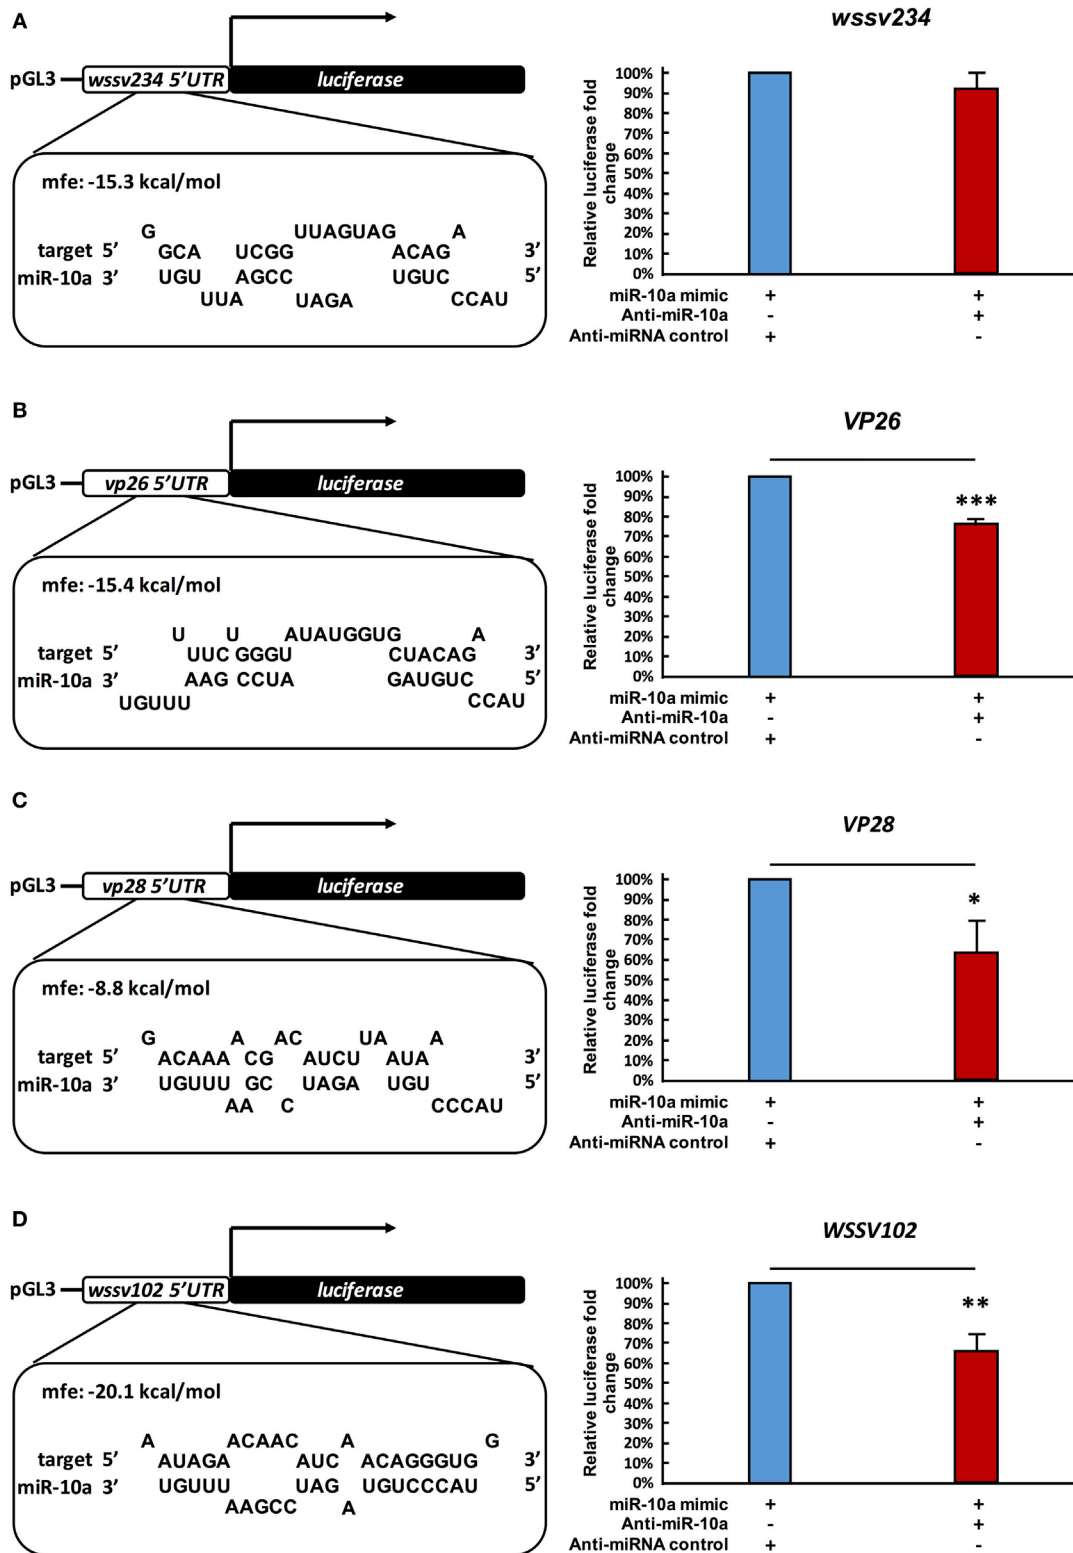 A
wssv234
pGL3
wssv234 5’UTR
luciferase
mfe: -15.3 kcal/mol
G UUAGUAG A
target 5’ GCA UCGG ACAG 3’
miR-10a 3’ UGU AGCC UGUC 5’
UUA UAGA CCAU
Relative luciferase fold
change
100%
90%
80%
70%
60%
50%
40%
30%
20%
10%
0%
miR-10a mimic + +
Anti-miR-10a - +
Anti-miRNA control + -
B
VP26
pGL3
vp26 5’UTR
luciferase
mfe: -15.4 kcal/mol
U U AUAUGGUG A
target 5’ UUC GGGU CUACAG 3’
miR-10a 3’ AAG CCUA GAUGUC 5’
UGUUU CCAU
Relative luciferase fold
change
100%
90%
80%
70%
60%
50%
40%
30%
20%
10%
0%
***
miR-10a mimic + +
Anti-miR-10a - +
Anti-miRNA control + -
C
VP28
pGL3
vp28 5’UTR
luciferase
mfe: -8.8 kcal/mol
G A AC UA A
target 5’ ACAAA CG AUCU AUA 3’
miR-10a 3’ UGUUU GC UAGA UGU 5’
AA C CCCAU
Relative luciferase fold
change
100%
90%
80%
70%
60%
50%
40%
30%
20%
10%
0%
*
miR-10a mimic + +
Anti-miR-10a - +
Anti-miRNA control + -
D
WSSV102
pGL3
wssv102 5’UTR
luciferase
mfe: -20.1 kcal/mol
A ACAAC A G
target 5’ AUAGA AUC ACAGGGUG 3’
miR-10a 3’ UGUUU UAG UGUCCCAU 5’
AAGCC A
Relative luciferase fold
change
100%
90%
80%
70%
60%
50%
40%
30%
20%
10%
0%
**
miR-10a mimic + +
Anti-miR-10a - +
Anti-miRNA control + -